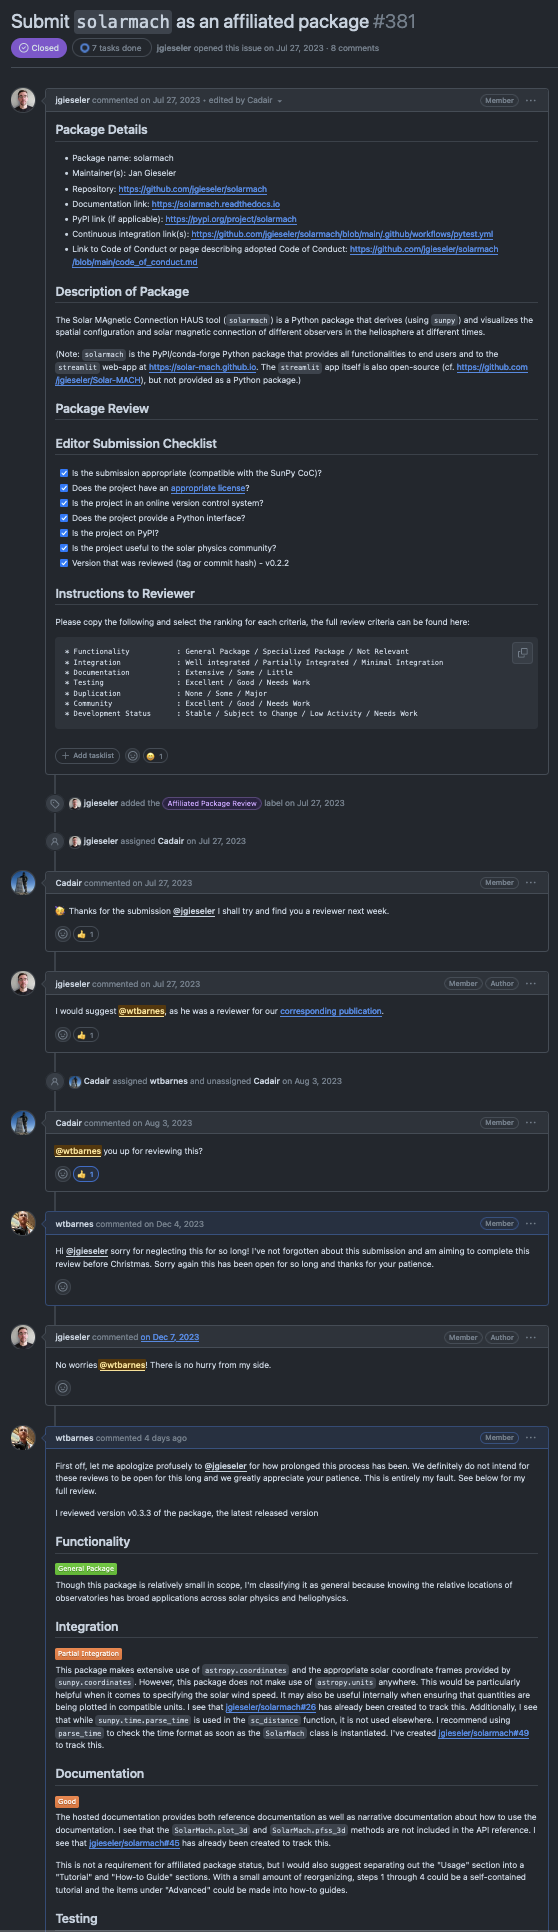 Submit solarmach as an affiliated package #381
Closed
7 tasks done
jgieseler opened this issue on Jul 27, 2023 · 8 comments
jgieseler commented on Jul 27, 2023 • edited by Cadair
Member
Package Details
• Package name: solarmach
• Maintainer(s): Jan Gieseler
• Repository: https://github.com/jgieseler/solarmach
• Documentation link: https://solarmach.readthedocs.io
• PyPI link (if applicable): https://pypi.org/project/solarmach
• Continuous integration link(s): https://github.com/jgieseler/solarmach/blob/main/.github/workflows/pytest.yml
• Link to Code of Conduct or page describing adopted Code of Conduct: https://github.com/jgieseler/solarmach
/blob/main/code_of_conduct.md
Description of Package
The Solar MAgnetic Connection HAUS tool (solarmach) is a Python package that derives (using sunpy) and visualizes the
spatial configuration and solar magnetic connection of different observers in the heliosphere at different times.
(Note: solarmach is the PyPI/conda-forge Python package that provides all functionalities to end users and to the
streamlit web-app at https://solar-mach.github.io. The streamlit app itself is also open-source (cf. https://github.com
/jgieseler/Solar-MACH), but not provided as a Python package.)
Package Review
Editor Submission Checklist
Is the submission appropriate (compatible with the SunPy CoC)?
Does the project have an appropriate license?
Is the project in an online version control system?
Does the project provide a Python interface?
Is the project on PyPI?
Is the project useful to the solar physics community?
Version that was reviewed (tag or commit hash) - v0.2.2
Instructions to Reviewer
Please copy the following and select the ranking for each criteria, the full review criteria can be found here:
* Functionality : General Package / Specialized Package / Not Relevant
* Integration : Well integrated / Partially Integrated / Minimal Integration
* Documentation : Extensive / Some / Little
* Testing : Excellent / Good / Needs Work
* Duplication : None / Some / Major
* Community : Excellent / Good / Needs Work
* Development Status : Stable / Subject to Change / Low Activity / Needs Work
Add tasklist
1
jgieseler added the Affiliated Package Review label on Jul 27, 2023
jgieseler assigned Cadair on Jul 27, 2023
Cadair commented on Jul 27, 2023
Member
Thanks for the submission @jgieseler I shall try and find you a reviewer next week.
1
jgieseler commented on Jul 27, 2023
Member Author
I would suggest @wtbarnes, as he was a reviewer for our corresponding publication.
1
Cadair assigned wtbarnes and unassigned Cadair on Aug 3, 2023
Cadair commented on Aug 3, 2023
Member
@wtbarnes you up for reviewing this?
1
wtbarnes commented on Dec 4, 2023
Member
Hi @jgieseler sorry for neglecting this for so long! I've not forgotten about this submission and am aiming to complete this
review before Christmas. Sorry again this has been open for so long and thanks for your patience.
jgieseler commented on Dec 7, 2023
Member Author
No worries @wtbarnes! There is no hurry from my side.
wtbarnes commented 4 days ago
Member
First off, let me apologize profusely to @jgieseler for how prolonged this process has been. We definitely do not intend for
these reviews to be open for this long and we greatly appreciate your patience. This is entirely my fault. See below for my
full review.
I reviewed version v0.3.3 of the package, the latest released version
Functionality
General Package
Though this package is relatively small in scope, I'm classifying it as general because knowing the relative locations of
observatories has broad applications across solar physics and heliophysics.
Integration
Partial Integration
This package makes extensive use of astropy.coordinates and the appropriate solar coordinate frames provided by
sunpy.coordinates. However, this package does not make use of astropy.units anywhere. This would be particularly
helpful when it comes to specifying the solar wind speed. It may also be useful internally when ensuring that quantities are
being plotted in compatible units. I see that jgieseler/solarmach#26 has already been created to track this. Additionally, I see
that while sunpy.time.parse_time is used in the sc_distance function, it is not used elsewhere. I recommend using
parse_time to check the time format as soon as the SolarMach class is instantiated. I've created jgieseler/solarmach#49
to track this.
Documentation
Good
The hosted documentation provides both reference documentation as well as narrative documentation about how to use the
documentation. I see that the SolarMach.plot_3d and SolarMach.pfss_3d methods are not included in the API reference. I
see that jgieseler/solarmach#45 has already been created to track this.
This is not a requirement for affiliated package status, but I would also suggest separating out the "Usage" section into a
"Tutorial" and "How-to Guide" sections. With a small amount of reorganizing, steps 1 through 4 could be a self-contained
tutorial and the items under "Advanced" could be made into how-to guides.
Testing